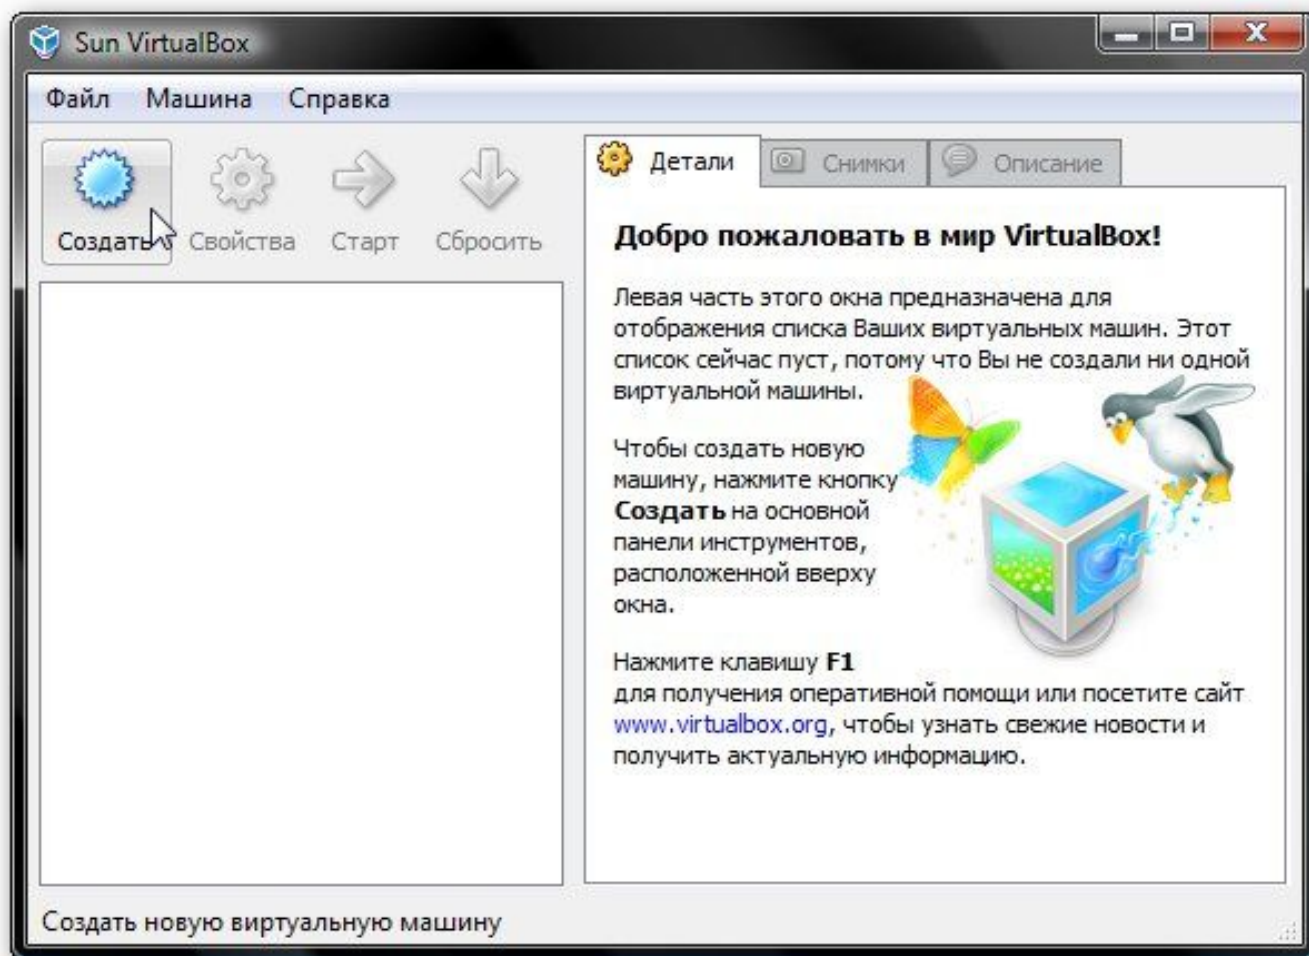 Sun VirtualBox
Файл Машина Справка
Создать Свойства Старт Сбросить
Детали Снимки Описание
Добро пожаловать в мир VirtualBox!
Левая часть этого окна предназначена для
отображения списка Ваших виртуальных машин. Этот
список сейчас пуст, потому что Вы не создали ни одной
виртуальной машины.
Чтобы создать новую
машину, нажмите кнопку
Создать на основной
панели инструментов,
расположенной вверху
окна.
Нажмите клавишу F1
для получения оперативной помощи или посетите сайт
www.virtualbox.org, чтобы узнать свежие новости и
получить актуальную информацию.
Создать новую виртуальную машину